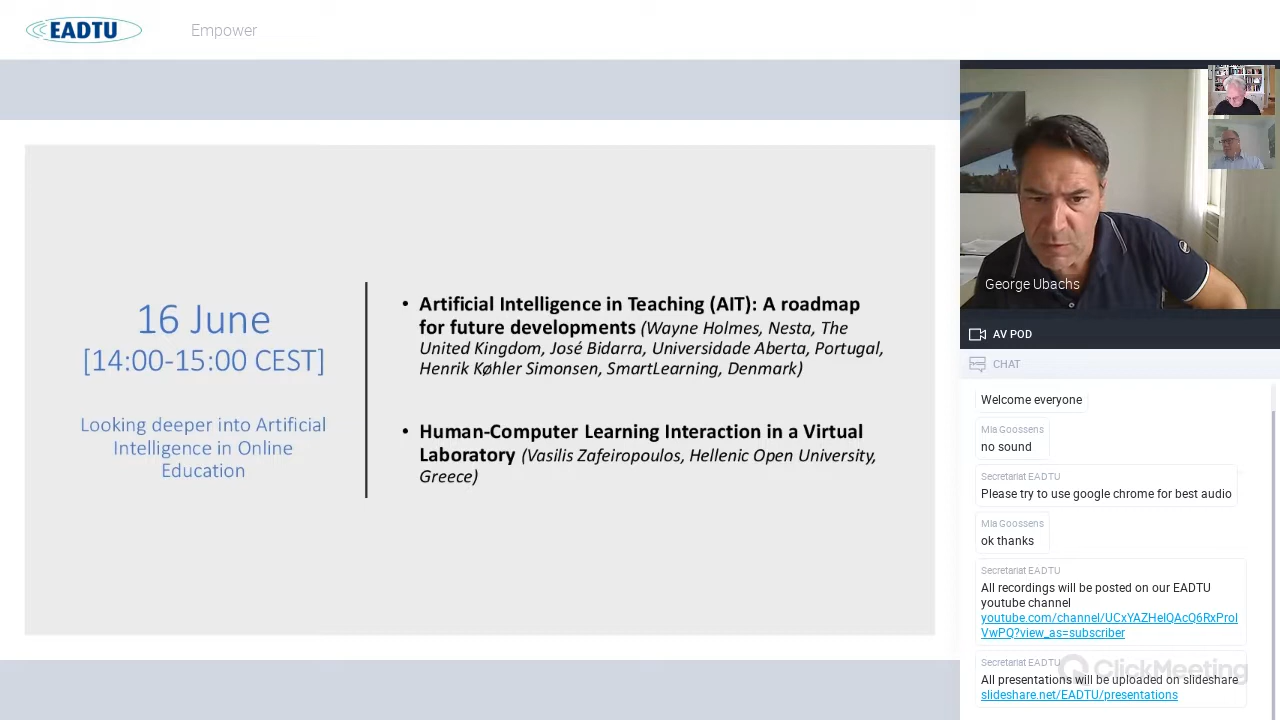 EADTU
Empower
16 June
[14:00-15:00 CEST]
Looking deeper into Artificial
Intelligence in Online
Education
• Artificial Intelligence in Teaching (AIT): A roadmap
for future developments (Wayne Holmes, Nesta, The
United Kingdom, José Bidarra, Universidade Aberta, Portugal,
Henrik Køhler Simonsen, SmartLearning, Denmark)
• Human-Computer Learning Interaction in a Virtual
Laboratory (Vasilis Zafeiropoulos, Hellenic Open University,
Greece)
George Ubachs
AV POD
CHAT
Welcome everyone
Mia Goossens
no sound
Secretariat EADTU
Please try to use google chrome for best audio
Mia Goossens
ok thanks
Secretariat EADTU
All recordings will be posted on our EADTU
youtube channel
youtube.com/channel/UCxYAZHeIQAcQ6RxProI
VwPQ?view_as=subscriber
Secretariat EADTU
ClickMeeting
All presentations will be uploaded on slideshare
slideshare.net/EADTU/presentations